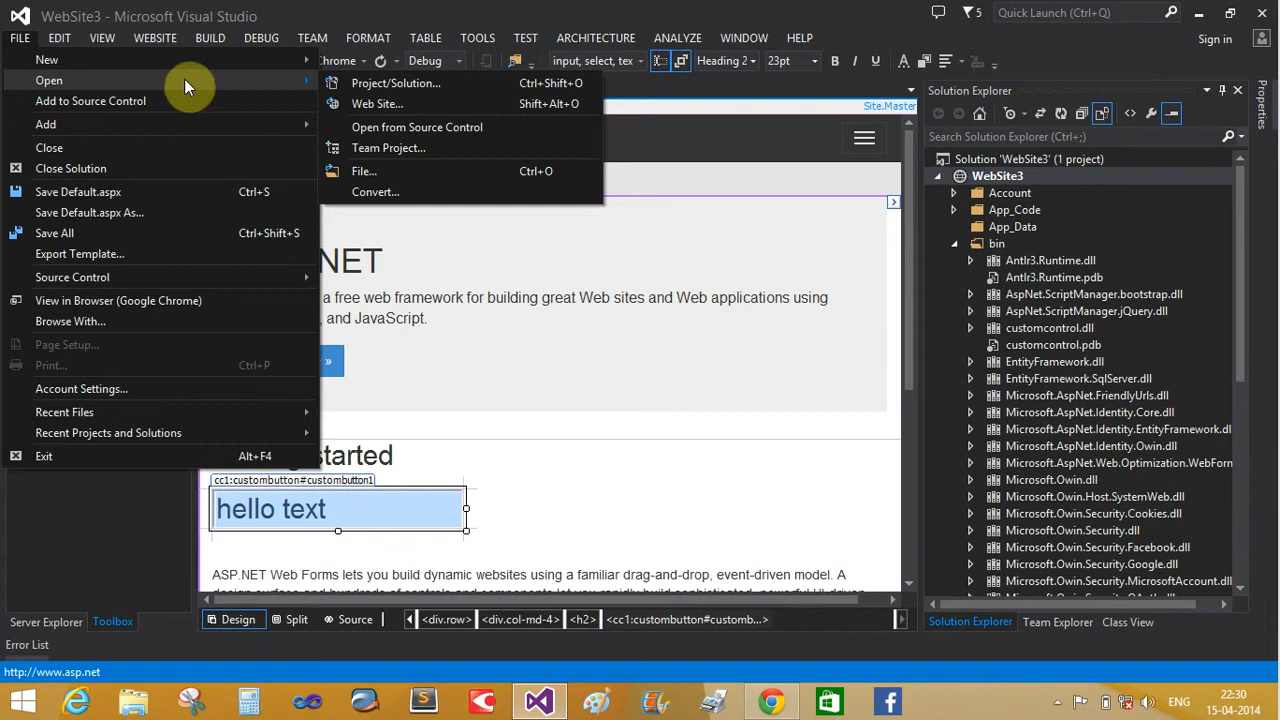 WebSite3 - Microsoft Visual Studio
5
Quick Launch (Ctrl+Q)
FILE EDIT VIEW WEBSITE BUILD DEBUG TEAM FORMAT TABLE TOOLS TEST ARCHITECTURE ANALYZE WINDOW HELP
Sign in
hrome
Debug
input, select, tex
Heading 2
23pt
B I U A
New
Open
Add to Source Control
Add
Close
Close Solution
Save Default.aspx Ctrl+S
Save Default.aspx As...
Save All Ctrl+Shift+S
Export Template...
Source Control
View in Browser (Google Chrome)
Browse With...
Page Setup...
Print... Ctrl+P
Account Settings...
Recent Files
Recent Projects and Solutions
Exit Alt+F4
Project/Solution... Ctrl+Shift+O
Web Site... Shift+Alt+O
Open from Source Control
Team Project...
File... Ctrl+O
Convert...
Site.Master
NET
a free web framework for building great Web sites and Web applications using
, and JavaScript.
»
started
cc1:custombutton#custombutton1
hello text
ASP.NET Web Forms lets you build dynamic websites using a familiar drag-and-drop, event-driven model. A
Design Split Source
<div.row> <div.col-md-4> <h2> <cc1:custombutton#customb...>
Server Explorer Toolbox
Error List
http://www.asp.net
Solution Explorer
Search Solution Explorer (Ctrl+;)
Solution 'WebSite3' (1 project)
WebSite3
Account
App_Code
App_Data
bin
Antlr3.Runtime.dll
Antlr3.Runtime.pdb
AspNet.ScriptManager.bootstrap.dll
AspNet.ScriptManager.jQuery.dll
customcontrol.dll
customcontrol.pdb
EntityFramework.dll
EntityFramework.SqlServer.dll
Microsoft.AspNet.FriendlyUrls.dll
Microsoft.AspNet.Identity.Core.dll
Microsoft.AspNet.Identity.EntityFramework.dl
Microsoft.AspNet.Identity.Owin.dll
Microsoft.AspNet.Web.Optimization.WebForm
Microsoft.Owin.dll
Microsoft.Owin.Host.SystemWeb.dll
Microsoft.Owin.Security.Cookies.dll
Microsoft.Owin.Security.dll
Microsoft.Owin.Security.Facebook.dll
Microsoft.Owin.Security.Google.dll
Microsoft.Owin.Security.MicrosoftAccount.dll
Solution Explorer Team Explorer Class View
Properties
ENG
22:30
15-04-2014